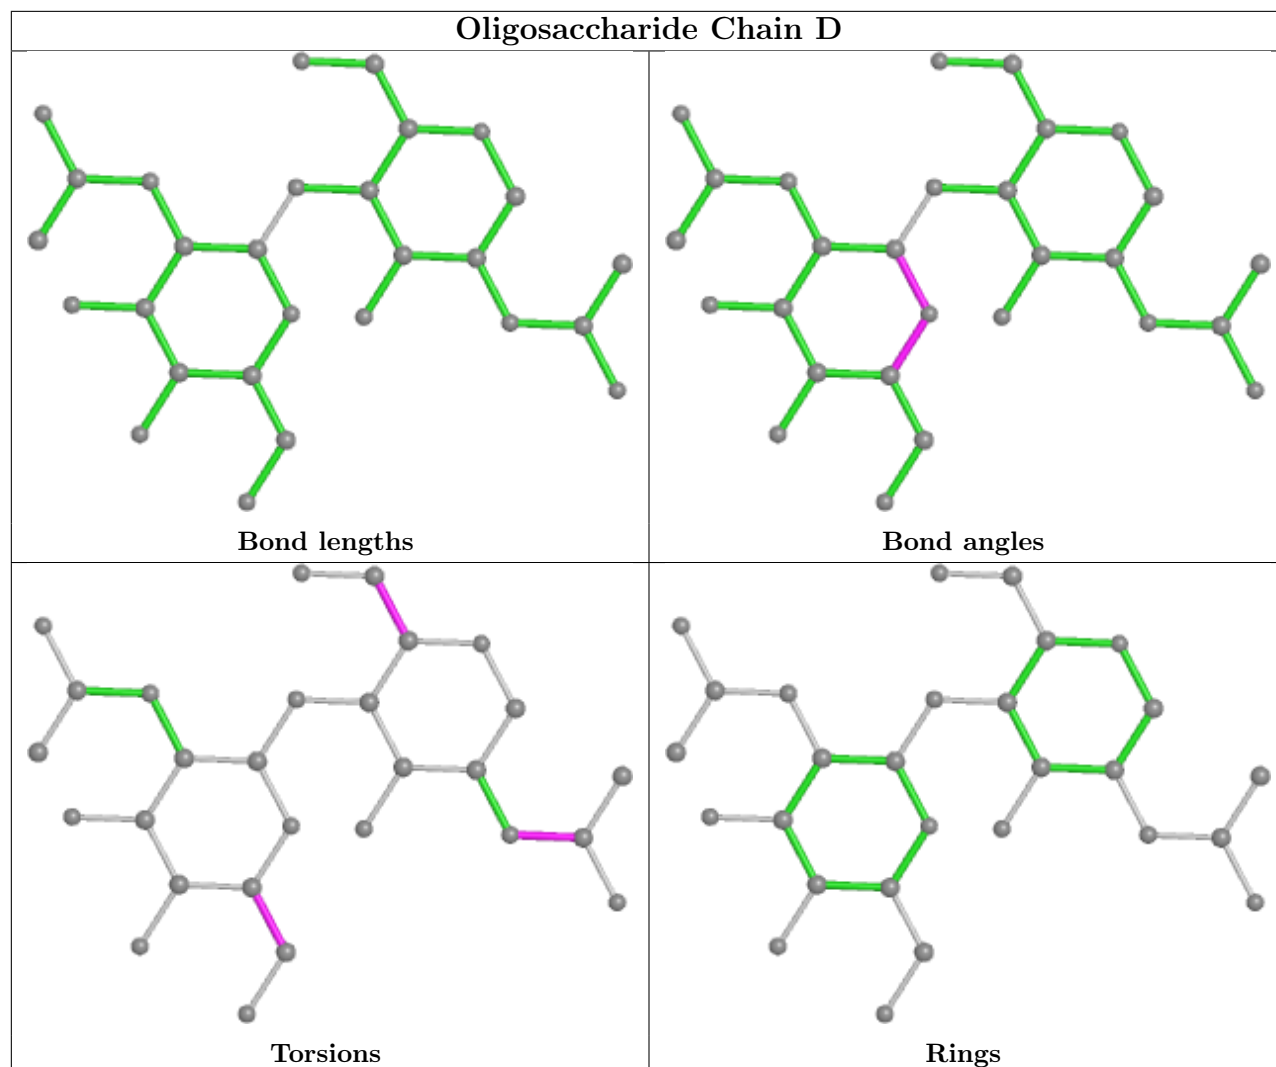 Oligosaccharide Chain D
Bond lengths
Bond angles
Torsions
Rings